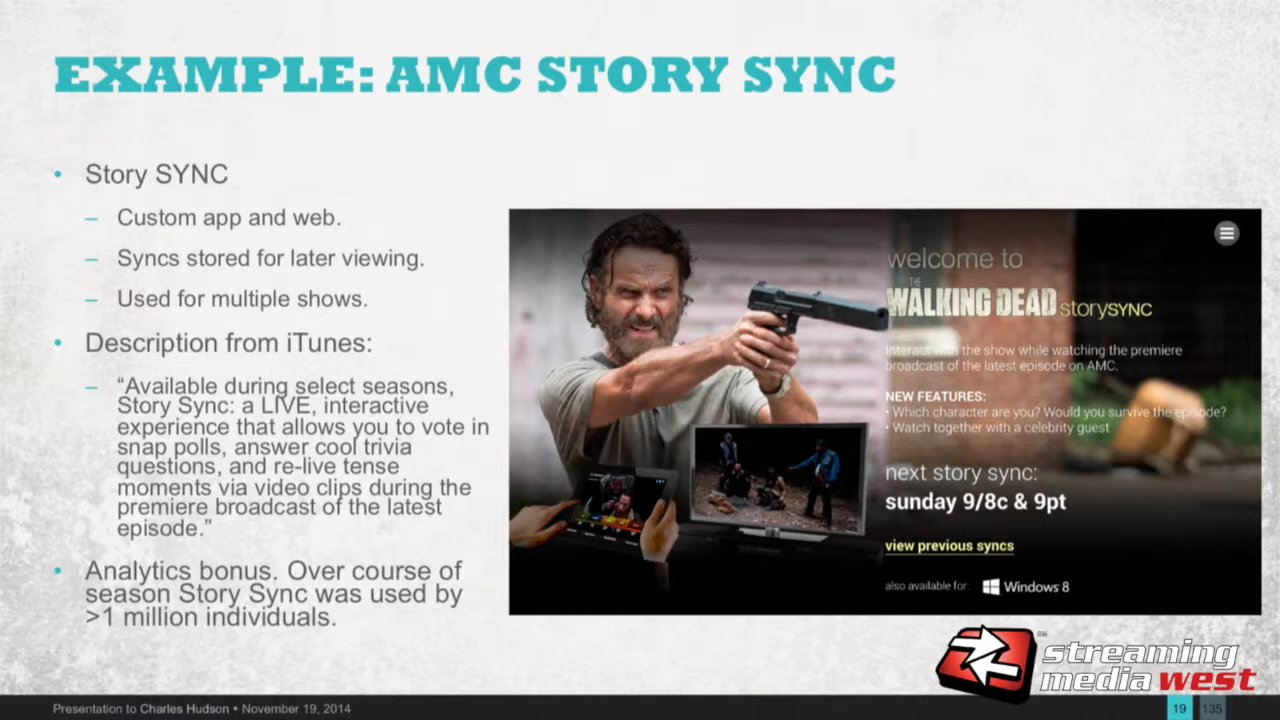 EXAMPLE: AMC STORY SYNC
• Story SYNC
– Custom app and web.
– Syncs stored for later viewing.
– Used for multiple shows.
• Description from iTunes:
– “Available during select seasons,
Story Sync: a LIVE, interactive
experience that allows you to vote in
snap polls, answer cool trivia
questions, and re-live tense
moments via video clips during the
premiere broadcast of the latest
episode.”
• Analytics bonus. Over course of
season Story Sync was used by
>1 million individuals.
welcome to
THE
WALKING DEAD storySYNC
Interact with the show while watching the premiere
broadcast of the latest episode on AMC.
NEW FEATURES:
• Which character are you? Would you survive the episode?
• Watch together with a celebrity guest
next story sync:
sunday 9/8c & 9pt
view previous syncs
also available for: Windows 8
streaming
media west
SM
Presentation to Charles Hudson • November 19, 2014
19 135